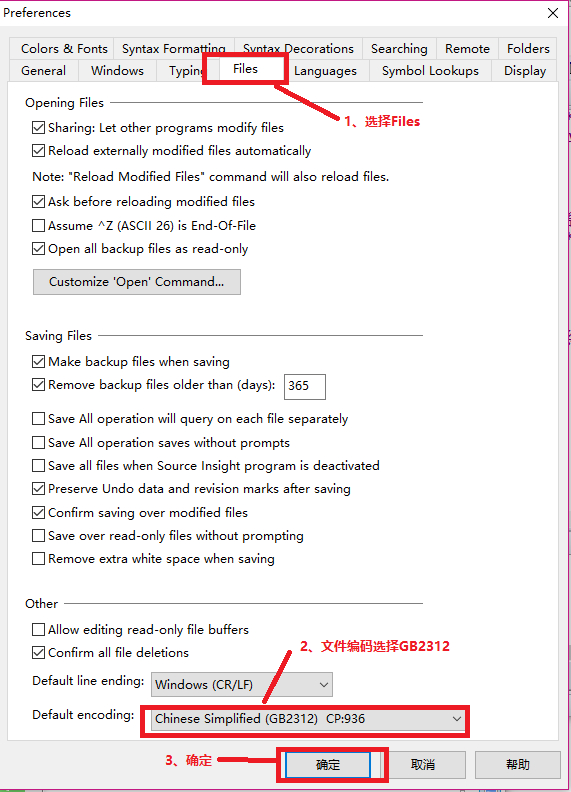 Preferences
Colors & Fonts Syntax Formatting Syntax Decorations Searching Remote Folders
General Windows Typing Files Languages Symbol Lookups Display
1、选择Files
Opening Files
Sharing: Let other programs modify files
Reload externally modified files automatically
Note: "Reload Modified Files" command will also reload files.
Ask before reloading modified files
Assume ^Z (ASCII 26) is End-Of-File
Open all backup files as read-only
Customize 'Open' Command...
Saving Files
Make backup files when saving
Remove backup files older than (days): 365
Save All operation will query on each file separately
Save All operation saves without prompts
Save all files when Source Insight program is deactivated
Preserve Undo data and revision marks after saving
Confirm saving over modified files
Save over read-only files without prompting
Remove extra white space when saving
Other
Allow editing read-only file buffers
2、文件编码选择GB2312
Confirm all file deletions
Default line ending: Windows (CR/LF)
Default encoding: Chinese Simplified (GB2312) CP:936
3、确定 确定 取消 帮助